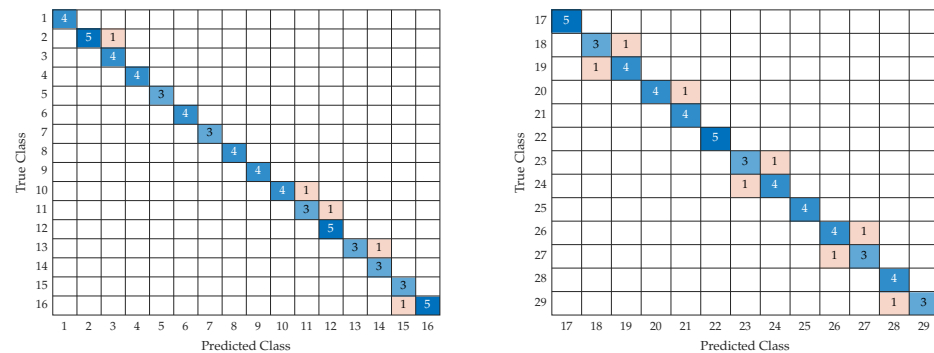 1 4
2 5 1
3 4
4 4
5 3
6 4
7 3
8 4
9 4
10 4 1
11 3 1
12 5
13 3 1
14 3
15 3
16 1 5
1 2 3 4 5 6 7 8 9 10 11 12 13 14 15 16
Predicted Class
True Class
17 5
18 3 1
19 1 4
20 4 1
21 4
22 5
23 3 1
24 1 4
25 4
26 4 1
27 1 3
28 4
29 1 3
17 18 19 20 21 22 23 24 25 26 27 28 29
Predicted Class
True Class